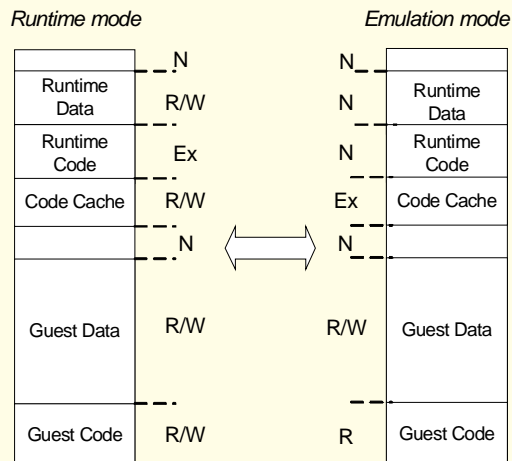 Runtime mode
Emulation mode
N
N
Runtime
Data
R/W
N
Runtime
Data
Runtime
Code
Ex
N
Runtime
Code
Code Cache
R/W
Ex
Code Cache
N
N
Guest Data
R/W
R/W
Guest Data
Guest Code
R/W
R
Guest Code